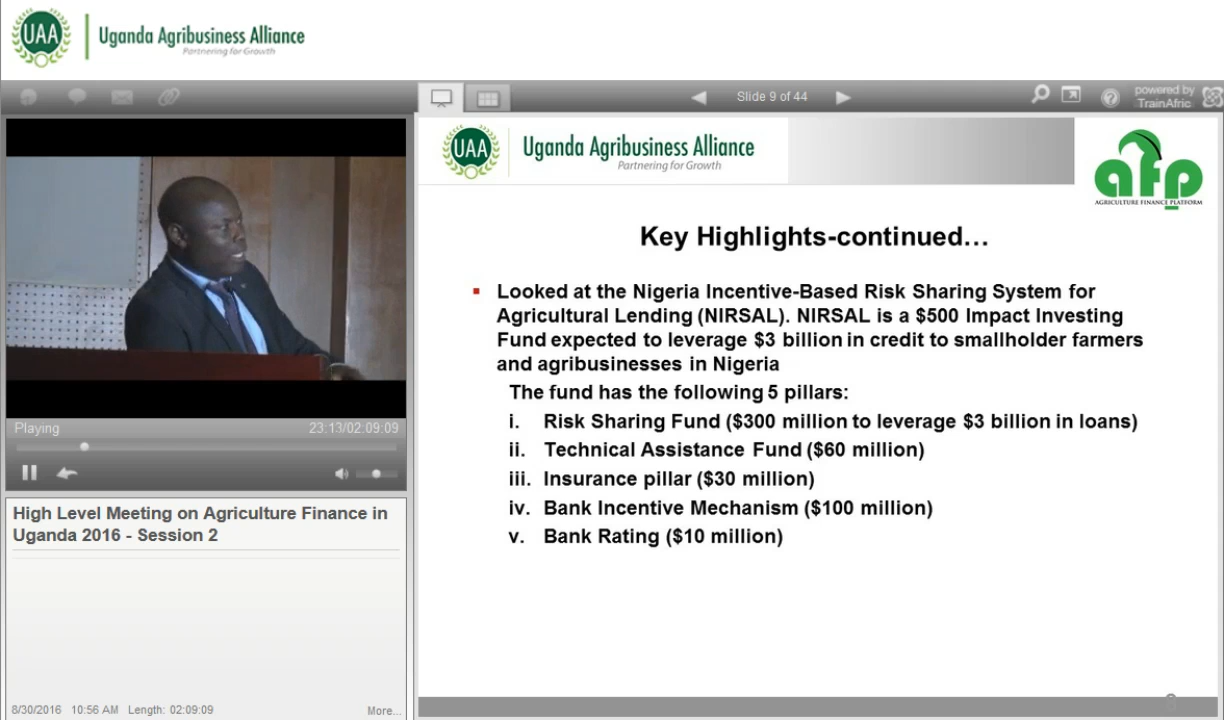 UAA
Uganda Agribusiness Alliance
Partnering for Growth
Slide 9 of 44
powered by
TrainAfric
UAA
Uganda Agribusiness Alliance
Partnering for Growth
afp
AGRICULTURE FINANCE PLATFORM
Key Highlights-continued…
Looked at the Nigeria Incentive-Based Risk Sharing System for
Agricultural Lending (NIRSAL). NIRSAL is a $500 Impact Investing
Fund expected to leverage $3 billion in credit to smallholder farmers
and agribusinesses in Nigeria
The fund has the following 5 pillars:
i. Risk Sharing Fund ($300 million to leverage $3 billion in loans)
ii. Technical Assistance Fund ($60 million)
iii. Insurance pillar ($30 million)
iv. Bank Incentive Mechanism ($100 million)
v. Bank Rating ($10 million)
Playing 23:13/02:09:09
High Level Meeting on Agriculture Finance in
Uganda 2016 - Session 2
8/30/2016 10:56 AM Length: 02:09:09 More...